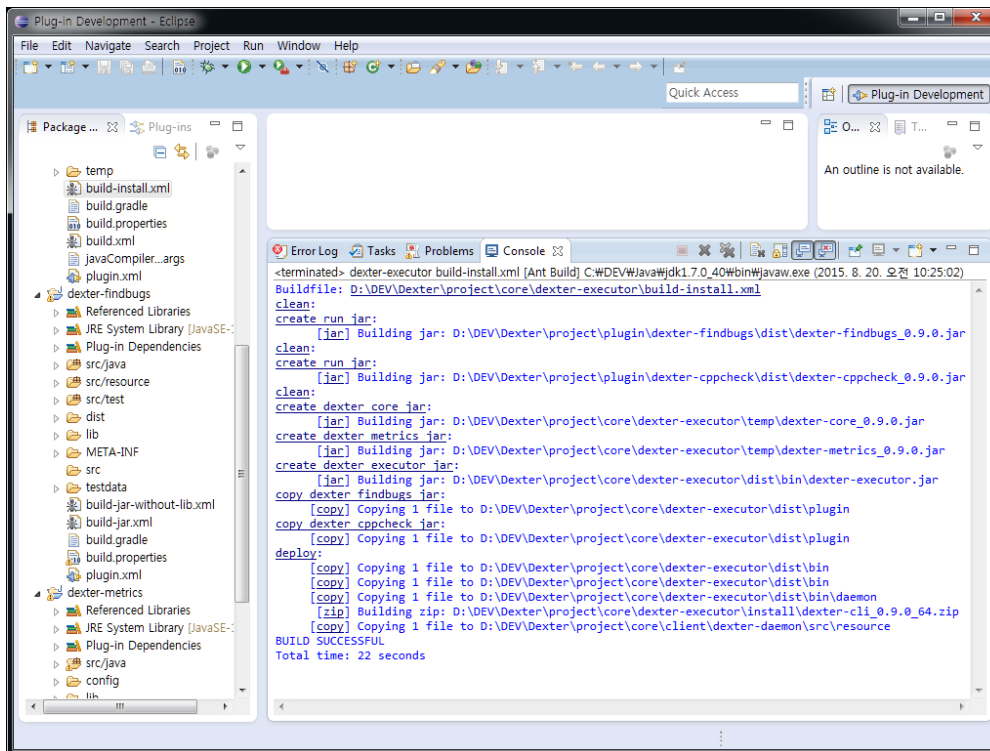 Plug-in Development - Eclipse
File Edit Navigate Search Project Run Window Help
Quick Access
Plug-in Development
Package ...
Plug-ins
temp
build-install.xml
build.gradle
build.properties
build.xml
javaCompiler...args
plugin.xml
dexter-findbugs
Referenced Libraries
JRE System Library [JavaSE-1
Plug-in Dependencies
src/java
src/resource
src/test
dist
lib
META-INF
src
testdata
build-jar-without-lib.xml
build-jar.xml
build.gradle
build.properties
plugin.xml
dexter-metrics
Referenced Libraries
JRE System Library [JavaSE-1
Plug-in Dependencies
src/java
config
lib
O...
T...
An outline is not available.
Error Log Tasks Problems Console
<terminated> dexter-executor build-install.xml [Ant Build] C:₩DEV₩Java₩jdk1.7.0_40₩bin₩javaw.exe (2015. 8. 20. 오전 10:25:02)
Buildfile: D:\DEV\Dexter\project\core\dexter-executor\build-install.xml
clean:
create run jar:
[jar] Building jar: D:\DEV\Dexter\project\plugin\dexter-findbugs\dist\dexter-findbugs_0.9.0.jar
clean:
create run jar:
[jar] Building jar: D:\DEV\Dexter\project\plugin\dexter-cppcheck\dist\dexter-cppcheck_0.9.0.jar
clean:
create dexter core jar:
[jar] Building jar: D:\DEV\Dexter\project\core\dexter-executor\temp\dexter-core_0.9.0.jar
create dexter metrics jar:
[jar] Building jar: D:\DEV\Dexter\project\core\dexter-executor\temp\dexter-metrics_0.9.0.jar
create dexter executor jar:
[jar] Building jar: D:\DEV\Dexter\project\core\dexter-executor\dist\bin\dexter-executor.jar
copy dexter findbugs jar:
[copy] Copying 1 file to D:\DEV\Dexter\project\core\dexter-executor\dist\plugin
copy dexter cppcheck jar:
[copy] Copying 1 file to D:\DEV\Dexter\project\core\dexter-executor\dist\plugin
deploy:
[copy] Copying 1 file to D:\DEV\Dexter\project\core\dexter-executor\dist\bin
[copy] Copying 1 file to D:\DEV\Dexter\project\core\dexter-executor\dist\bin
[copy] Copying 1 file to D:\DEV\Dexter\project\core\dexter-executor\dist\bin\daemon
[zip] Building zip: D:\DEV\Dexter\project\core\dexter-executor\install\dexter-cli_0.9.0_64.zip
[copy] Copying 1 file to D:\DEV\Dexter\project\core\client\dexter-daemon\src\resource
BUILD SUCCESSFUL
Total time: 22 seconds